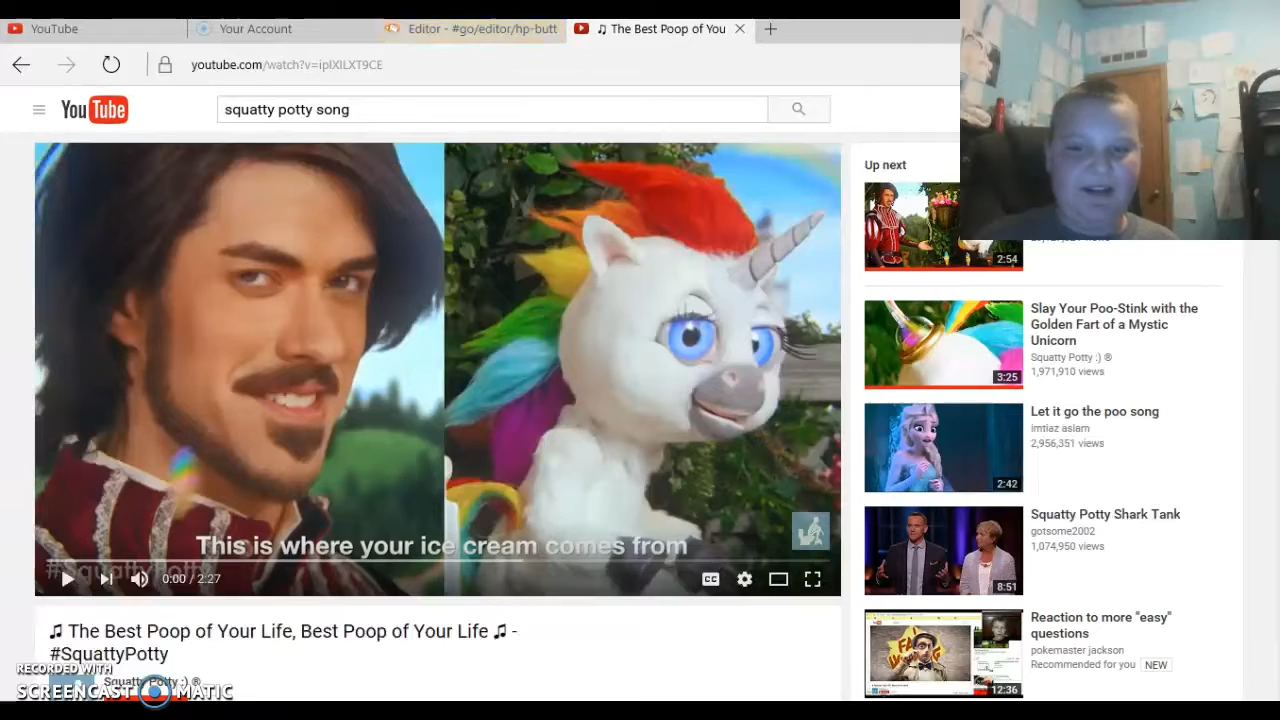 YouTube
Your Account
Editor - #go/editor/hp-butt
♫ The Best Poop of You
youtube.com/watch?v=iplXILXT9CE
YouTube
squatty potty song
Up next
2:54
Slay Your Poo-Stink with the
Golden Fart of a Mystic
Unicorn
Squatty Potty :) ®
1,971,910 views
3:25
Let it go the poo song
imtiaz aslam
2,956,351 views
2:42
Squatty Potty Shark Tank
gotsome2002
1,074,950 views
8:51
Reaction to more "easy"
questions
pokemaster jackson
Recommended for you NEW
12:36
This is where your ice cream comes from
#SquattyPotty
0:00 / 2:27
CC
♫ The Best Poop of Your Life, Best Poop of Your Life ♫ -
#SquattyPotty
Squatty Potty :) ®
RECORDED WITH
SCREENCAST MATIC